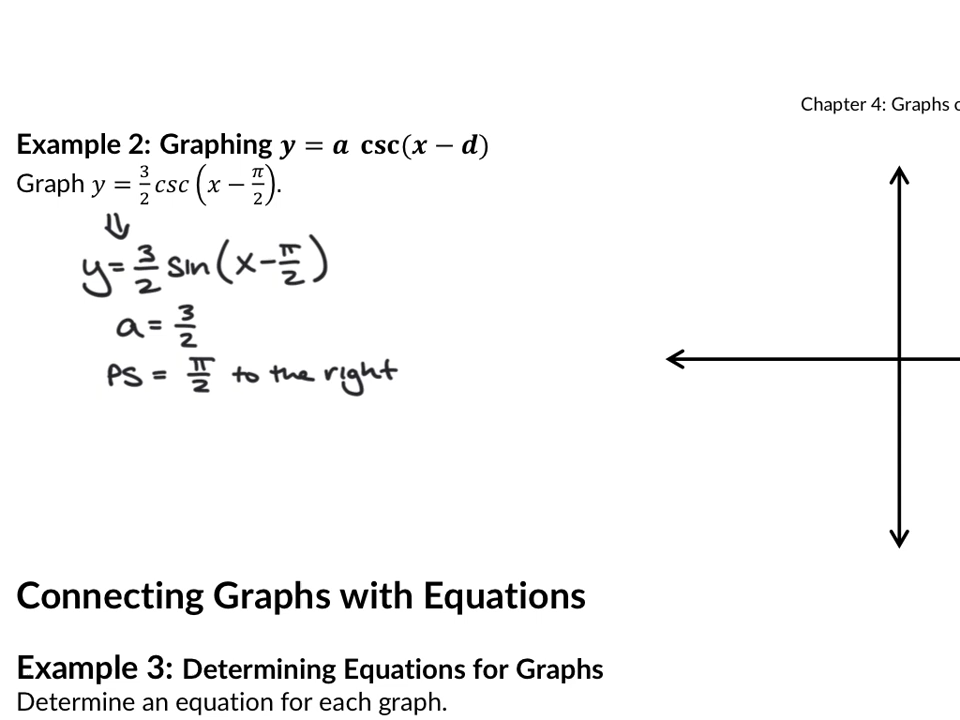 Chapter 4: Graphs
Example 2: Graphing y = a csc(x − d)
Graph y = 3/2 csc (x − π/2).
⇓
y = 3/2 sin (x − π/2)
a = 3/2
PS = π/2 to the right
Connecting Graphs with Equations
Example 3: Determining Equations for Graphs
Determine an equation for each graph.